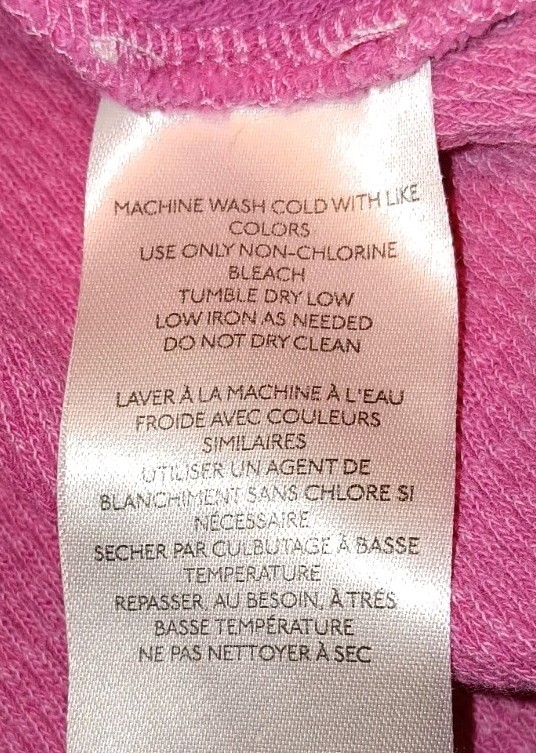 MACHINE WASH COLD WITH LIKE
COLORS
USE ONLY NON-CHLORINE
BLEACH
TUMBLE DRY LOW
LOW IRON AS NEEDED
DO NOT DRY CLEAN
LAVER À LA MACHINE À L'EAU
FROIDE AVEC COULEURS
SIMILAIRES
UTILISER UN AGENT DE
BLANCHIMENT SANS CHLORE SI
NÉCESSAIRE
SECHER PAR CULBUTAGE À BASSE
TEMPERATURE
REPASSER, AU BESOIN, À TRÉS
BASSE TEMPÉRATURE
NE PAS NETTOYER À SEC